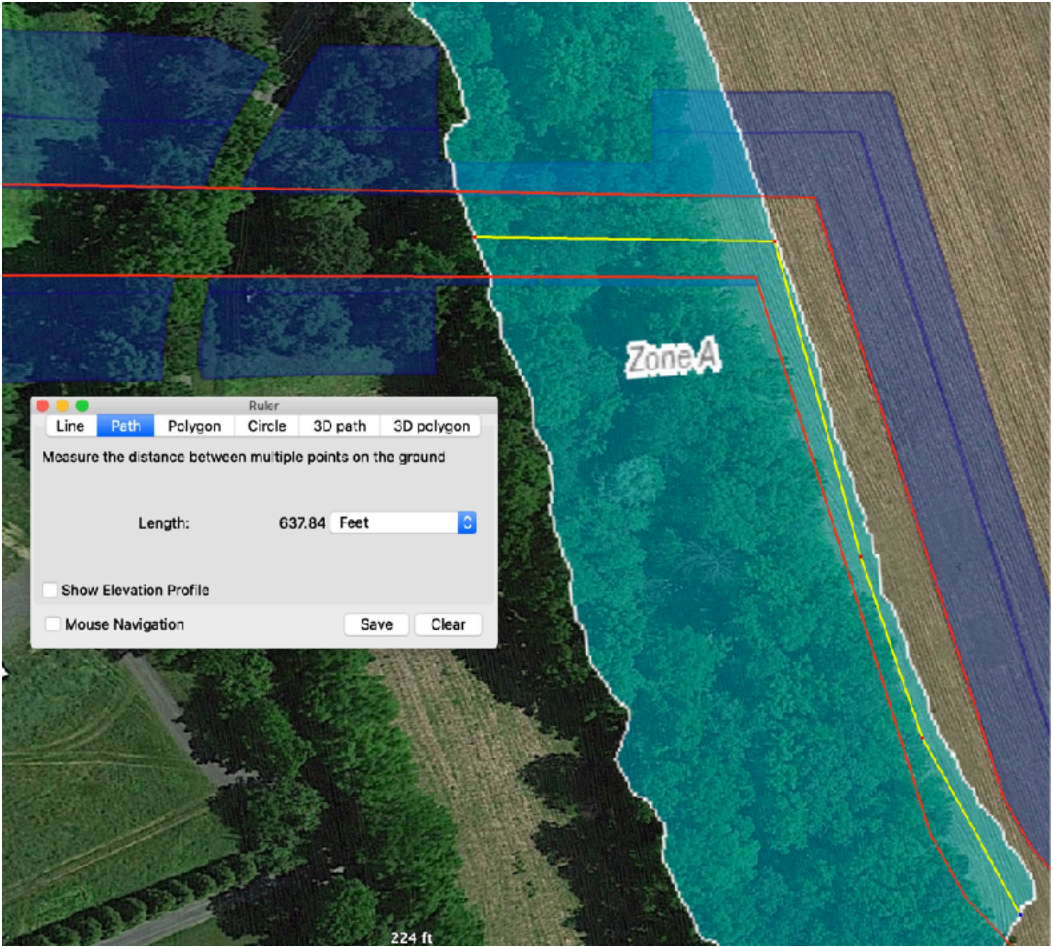 Zone A
Ruler
Line Path Polygon Circle 3D path 3D polygon
Measure the distance between multiple points on the ground
Length: 637.84 Feet
Show Elevation Profile
Mouse Navigation Save Clear
224 ft